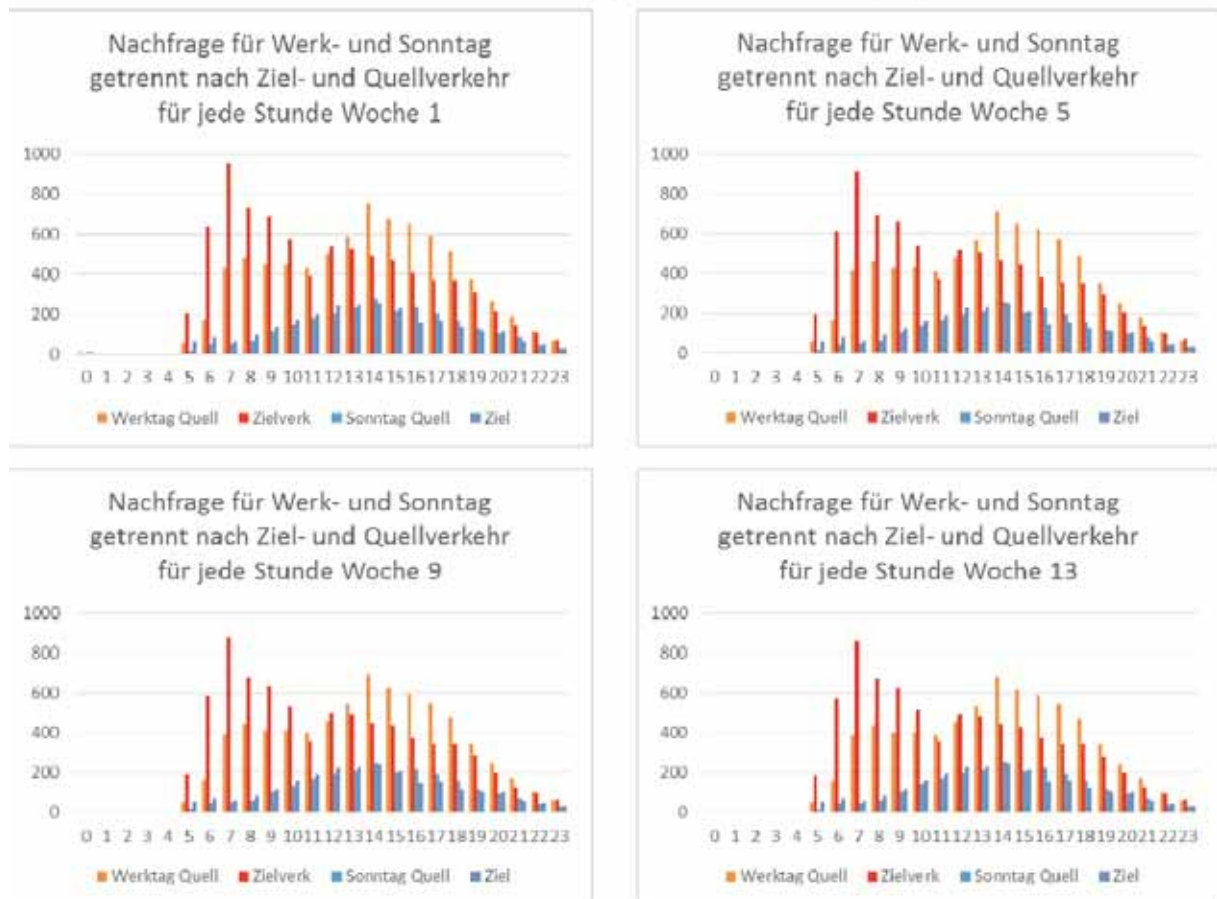 Nachfrage für Werk- und Sonntag
getrennt nach Ziel- und Quellverkehr
für jede Stunde Woche 1
1000
800
600
400
200
0
0 1 2 3 4 5 6 7 8 9 10 11 12 13 14 15 16 17 18 19 20 21 22 23
Werktag Quell Zielverk Sonntag Quell Ziel
Nachfrage für Werk- und Sonntag
getrennt nach Ziel- und Quellverkehr
für jede Stunde Woche 5
1000
800
600
400
200
0
0 1 2 3 4 5 6 7 8 9 10 11 12 13 14 15 16 17 18 19 20 21 22 23
Werktag Quell Zielverk Sonntag Quell Ziel
Nachfrage für Werk- und Sonntag
getrennt nach Ziel- und Quellverkehr
für jede Stunde Woche 9
1000
800
600
400
200
0
0 1 2 3 4 5 6 7 8 9 10 11 12 13 14 15 16 17 18 19 20 21 22 23
Werktag Quell Zielverk Sonntag Quell Ziel
Nachfrage für Werk- und Sonntag
getrennt nach Ziel- und Quellverkehr
für jede Stunde Woche 13
1000
800
600
400
200
0
0 1 2 3 4 5 6 7 8 9 10 11 12 13 14 15 16 17 18 19 20 21 22 23
Werktag Quell Zielverk Sonntag Quell Ziel